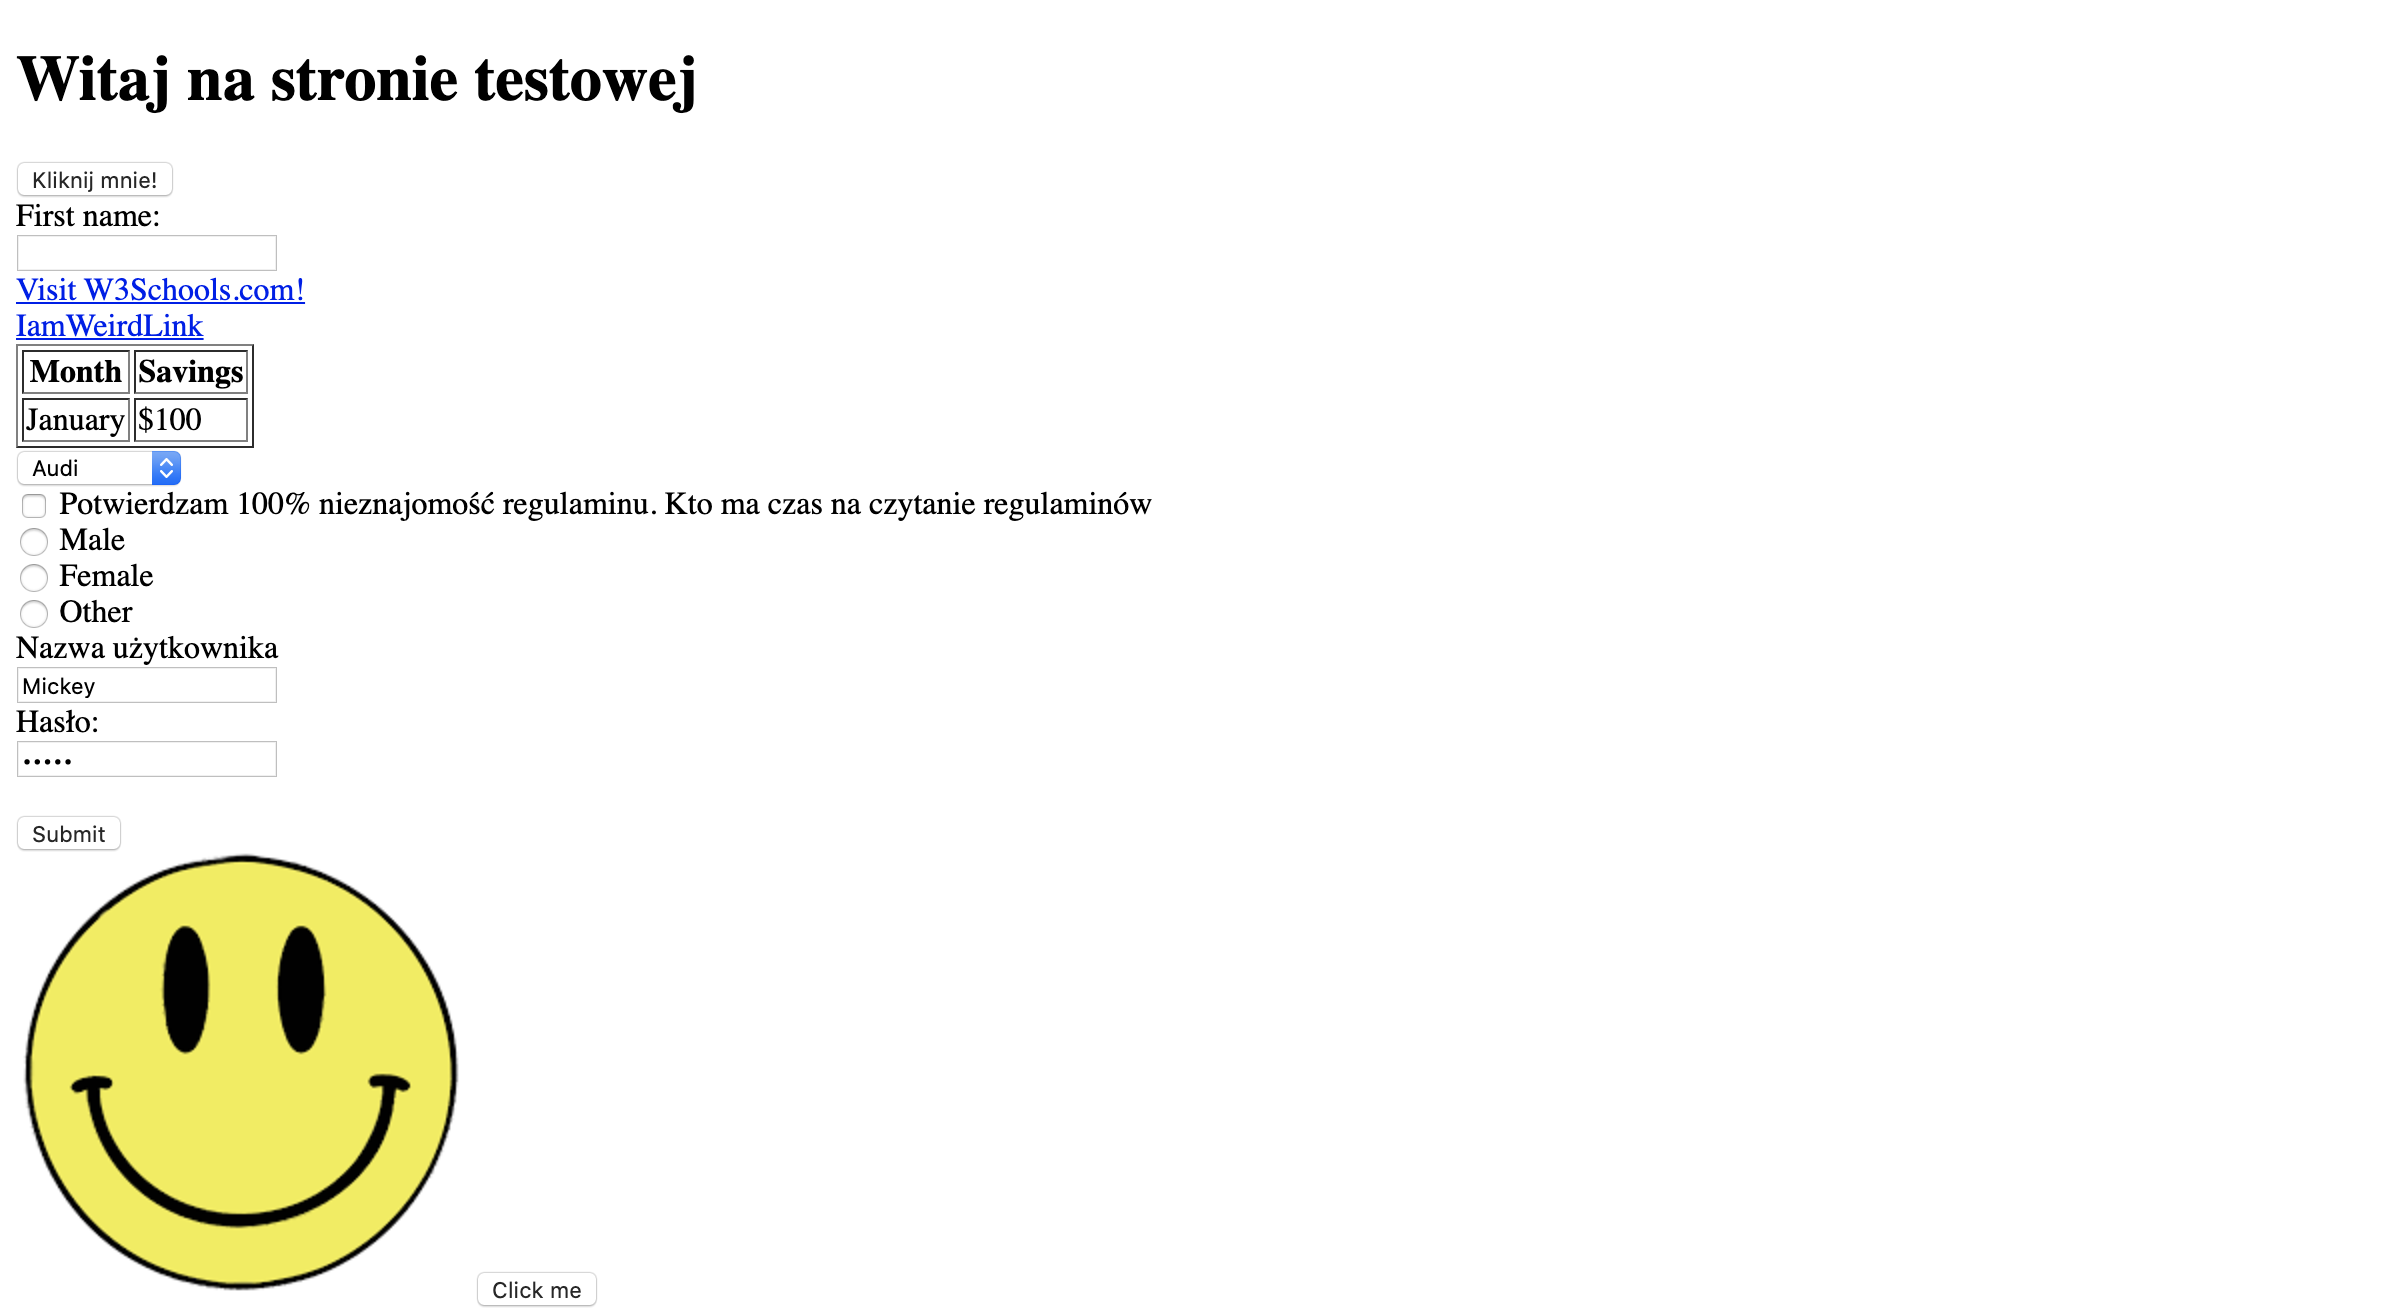 Witaj na stronie testowej
Kliknij mnie!
First name:
Visit W3Schools.com!
IamWeirdLink
Month Savings
January $100
Audi
Potwierdzam 100% nieznajomość regulaminu. Kto ma czas na czytanie regulaminów
Male
Female
Other
Nazwa użytkownika
Mickey
Hasło:
•••••
Submit
Click me